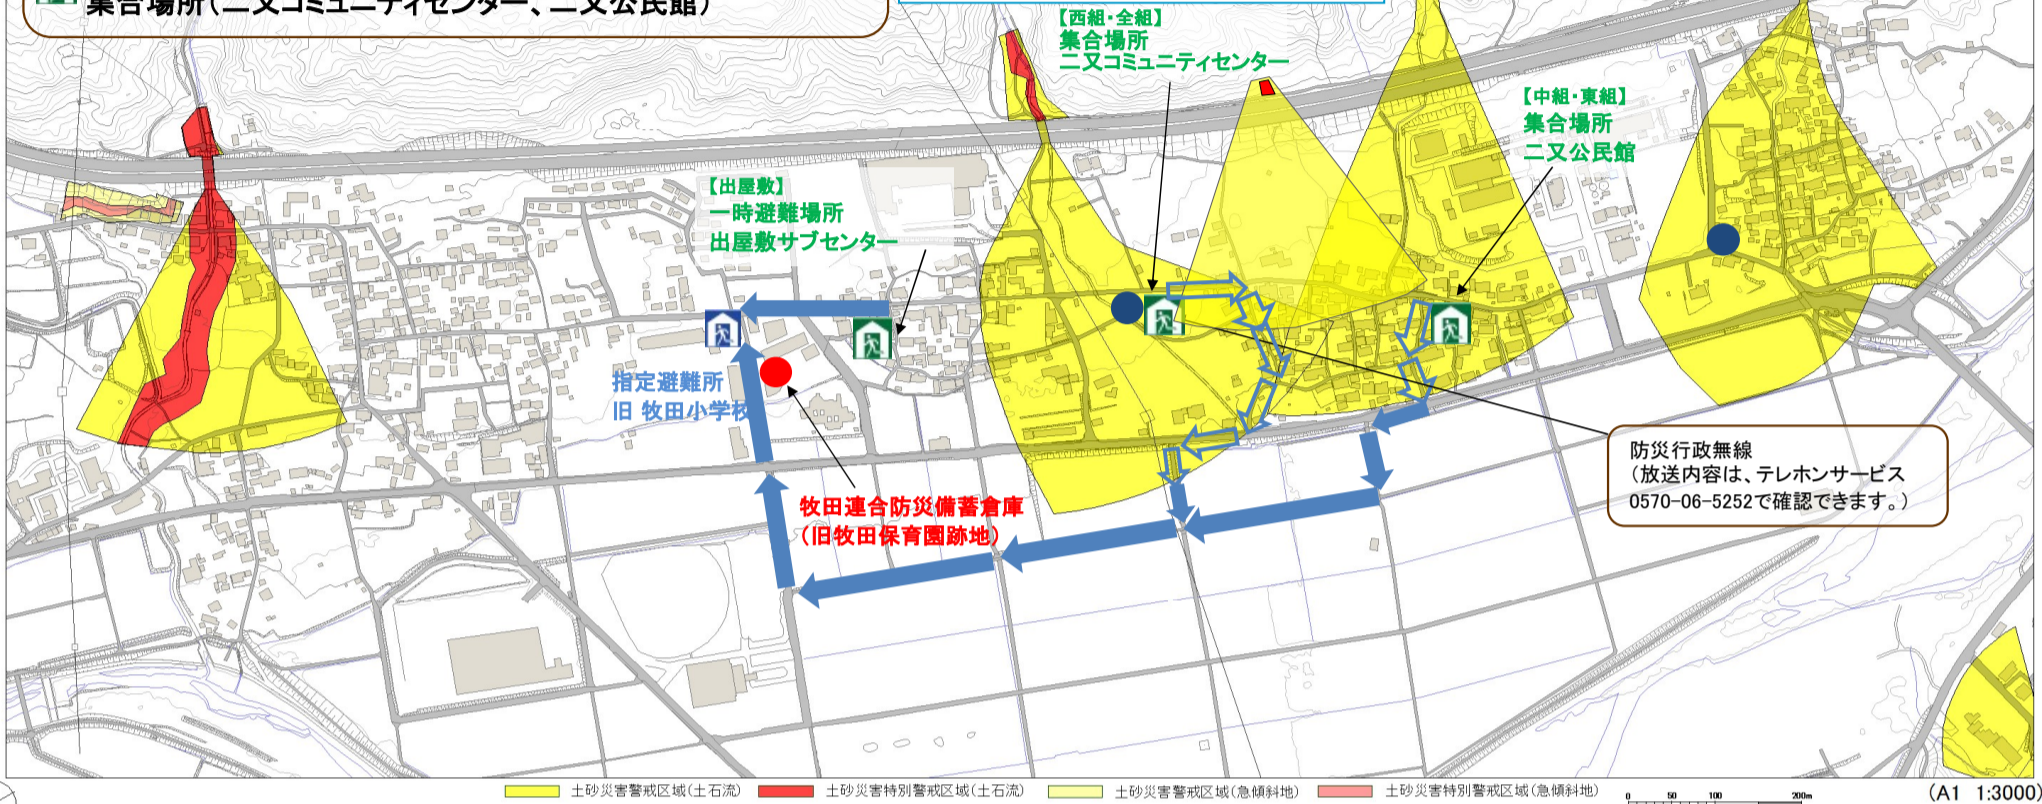 集合場所(二又コミュニティセンター、二又公民館)
【西組・全組】
集合場所
二又コミュニティセンター
【中組・東組】
集合場所
二又公民館
【出屋敷】
一時避難場所
出屋敷サブセンター
指定避難所
旧 牧田小学校
牧田連合防災備蓄倉庫
(旧牧田保育園跡地)
防災行政無線
(放送内容は、テレホンサービス
0570-06-5252で確認できます。)
土砂災害警戒区域(土石流)
土砂災害特別警戒区域(土石流)
土砂災害警戒区域(急傾斜地)
土砂災害特別警戒区域(急傾斜地)
0 50 100 200m
(A1 1:3000)